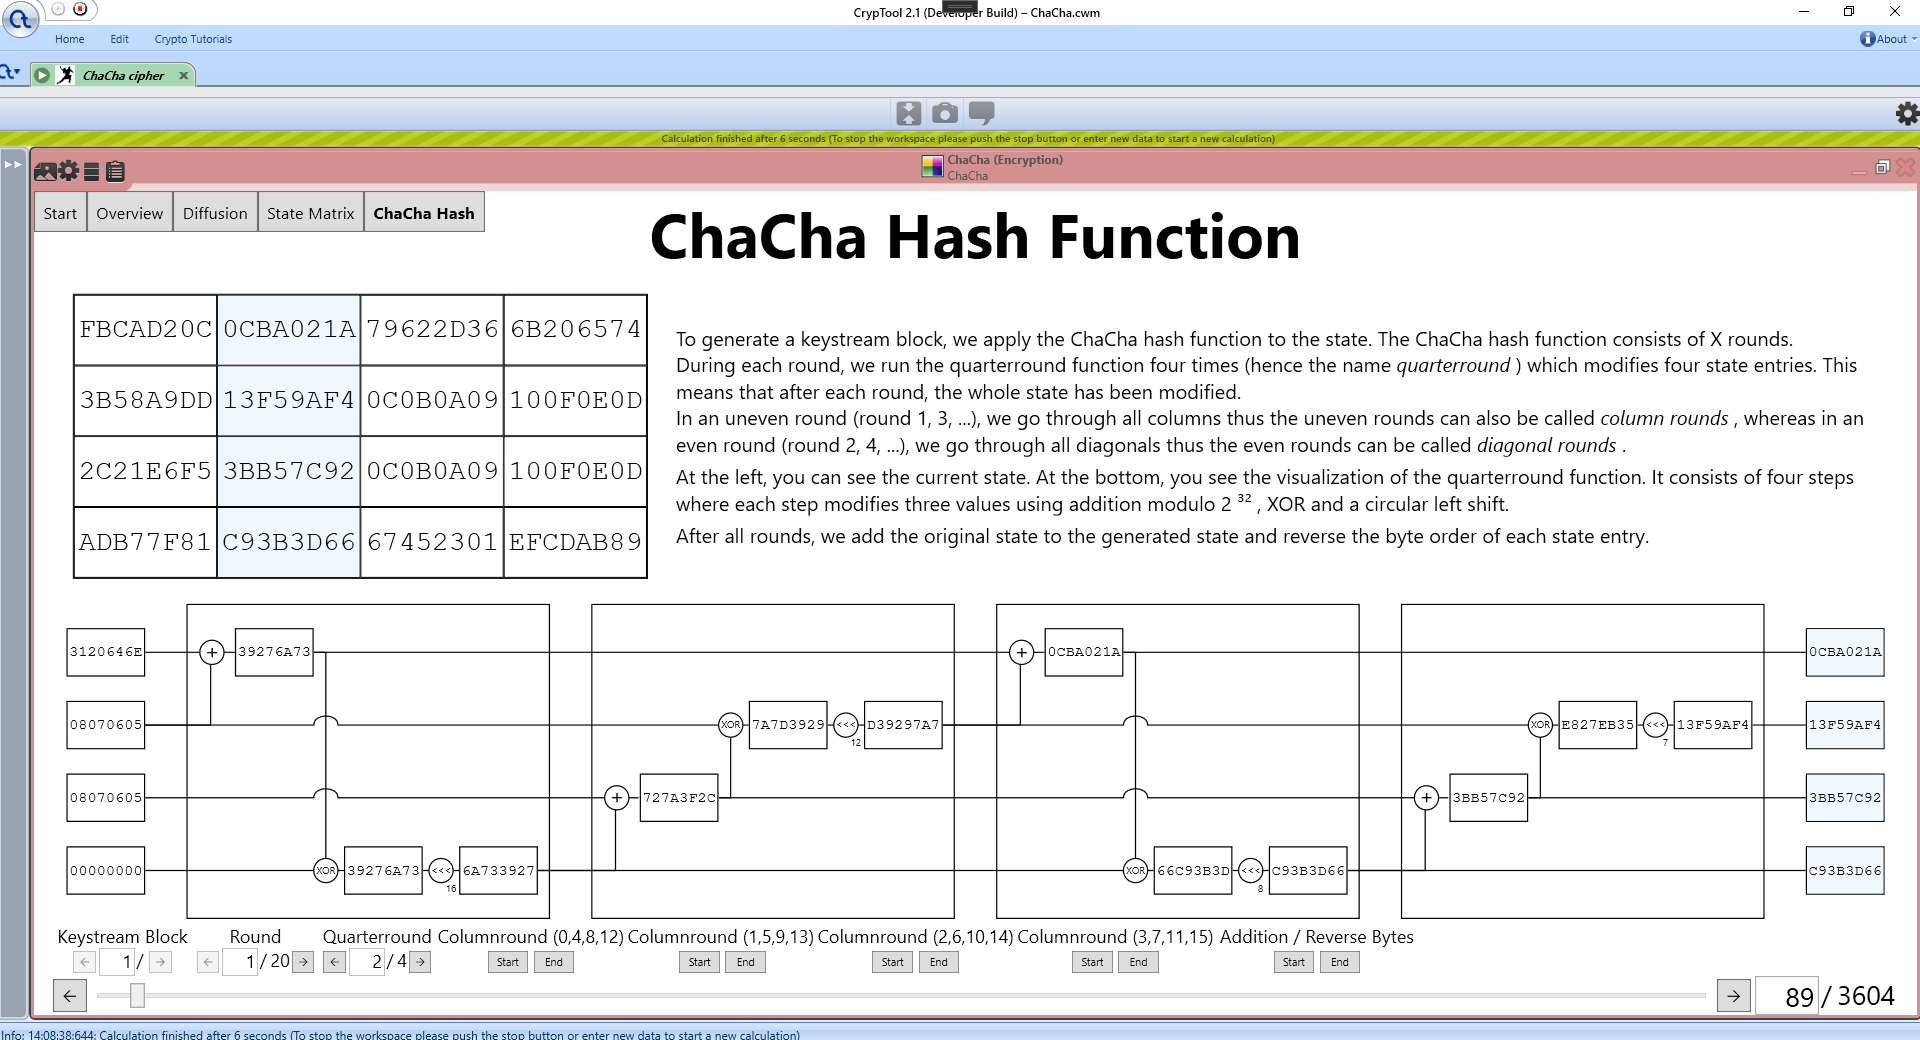 CrypTool 2.1 (Developer Build) – ChaCha.cwm
Home Edit Crypto Tutorials
About
ChaCha cipher
Calculation finished after 6 seconds (To stop the workspace please push the stop button or enter new data to start a new calculation)
ChaCha (Encryption)
ChaCha
Start Overview Diffusion State Matrix ChaCha Hash
ChaCha Hash Function
FBCAD20C 0CBA021A 79622D36 6B206574
3B58A9DD 13F59AF4 0C0B0A09 100F0E0D
2C21E6F5 3BB57C92 0C0B0A09 100F0E0D
ADB77F81 C93B3D66 67452301 EFCDAB89
To generate a keystream block, we apply the ChaCha hash function to the state. The ChaCha hash function consists of X rounds.
During each round, we run the quarterround function four times (hence the name quarterround ) which modifies four state entries. This
means that after each round, the whole state has been modified.
In an uneven round (round 1, 3, ...), we go through all columns thus the uneven rounds can also be called column rounds , whereas in an
even round (round 2, 4, ...), we go through all diagonals thus the even rounds can be called diagonal rounds .
At the left, you can see the current state. At the bottom, you see the visualization of the quarterround function. It consists of four steps
where each step modifies three values using addition modulo 2 ³² , XOR and a circular left shift.
After all rounds, we add the original state to the generated state and reverse the byte order of each state entry.
3120646E + 39276A73 + 0CBA021A 0CBA021A
08070605 XOR 7A7D3929 <<< 12 D39297A7 XOR E827EB35 <<< 7 13F59AF4 13F59AF4
08070605 + 727A3F2C + 3BB57C92 3BB57C92
00000000 XOR 39276A73 <<< 16 6A733927 XOR 66C93B3D <<< 8 C93B3D66 C93B3D66
Keystream Block Round Quarterround Columnround (0,4,8,12) Columnround (1,5,9,13) Columnround (2,6,10,14) Columnround (3,7,11,15) Addition / Reverse Bytes
← 1 / → ← 1 / 20 → ← 2 / 4 → Start End Start End Start End Start End Start End
← → 89 / 3604
Info: 14:08:38:644: Calculation finished after 6 seconds (To stop the workspace please push the stop button or enter new data to start a new calculation)